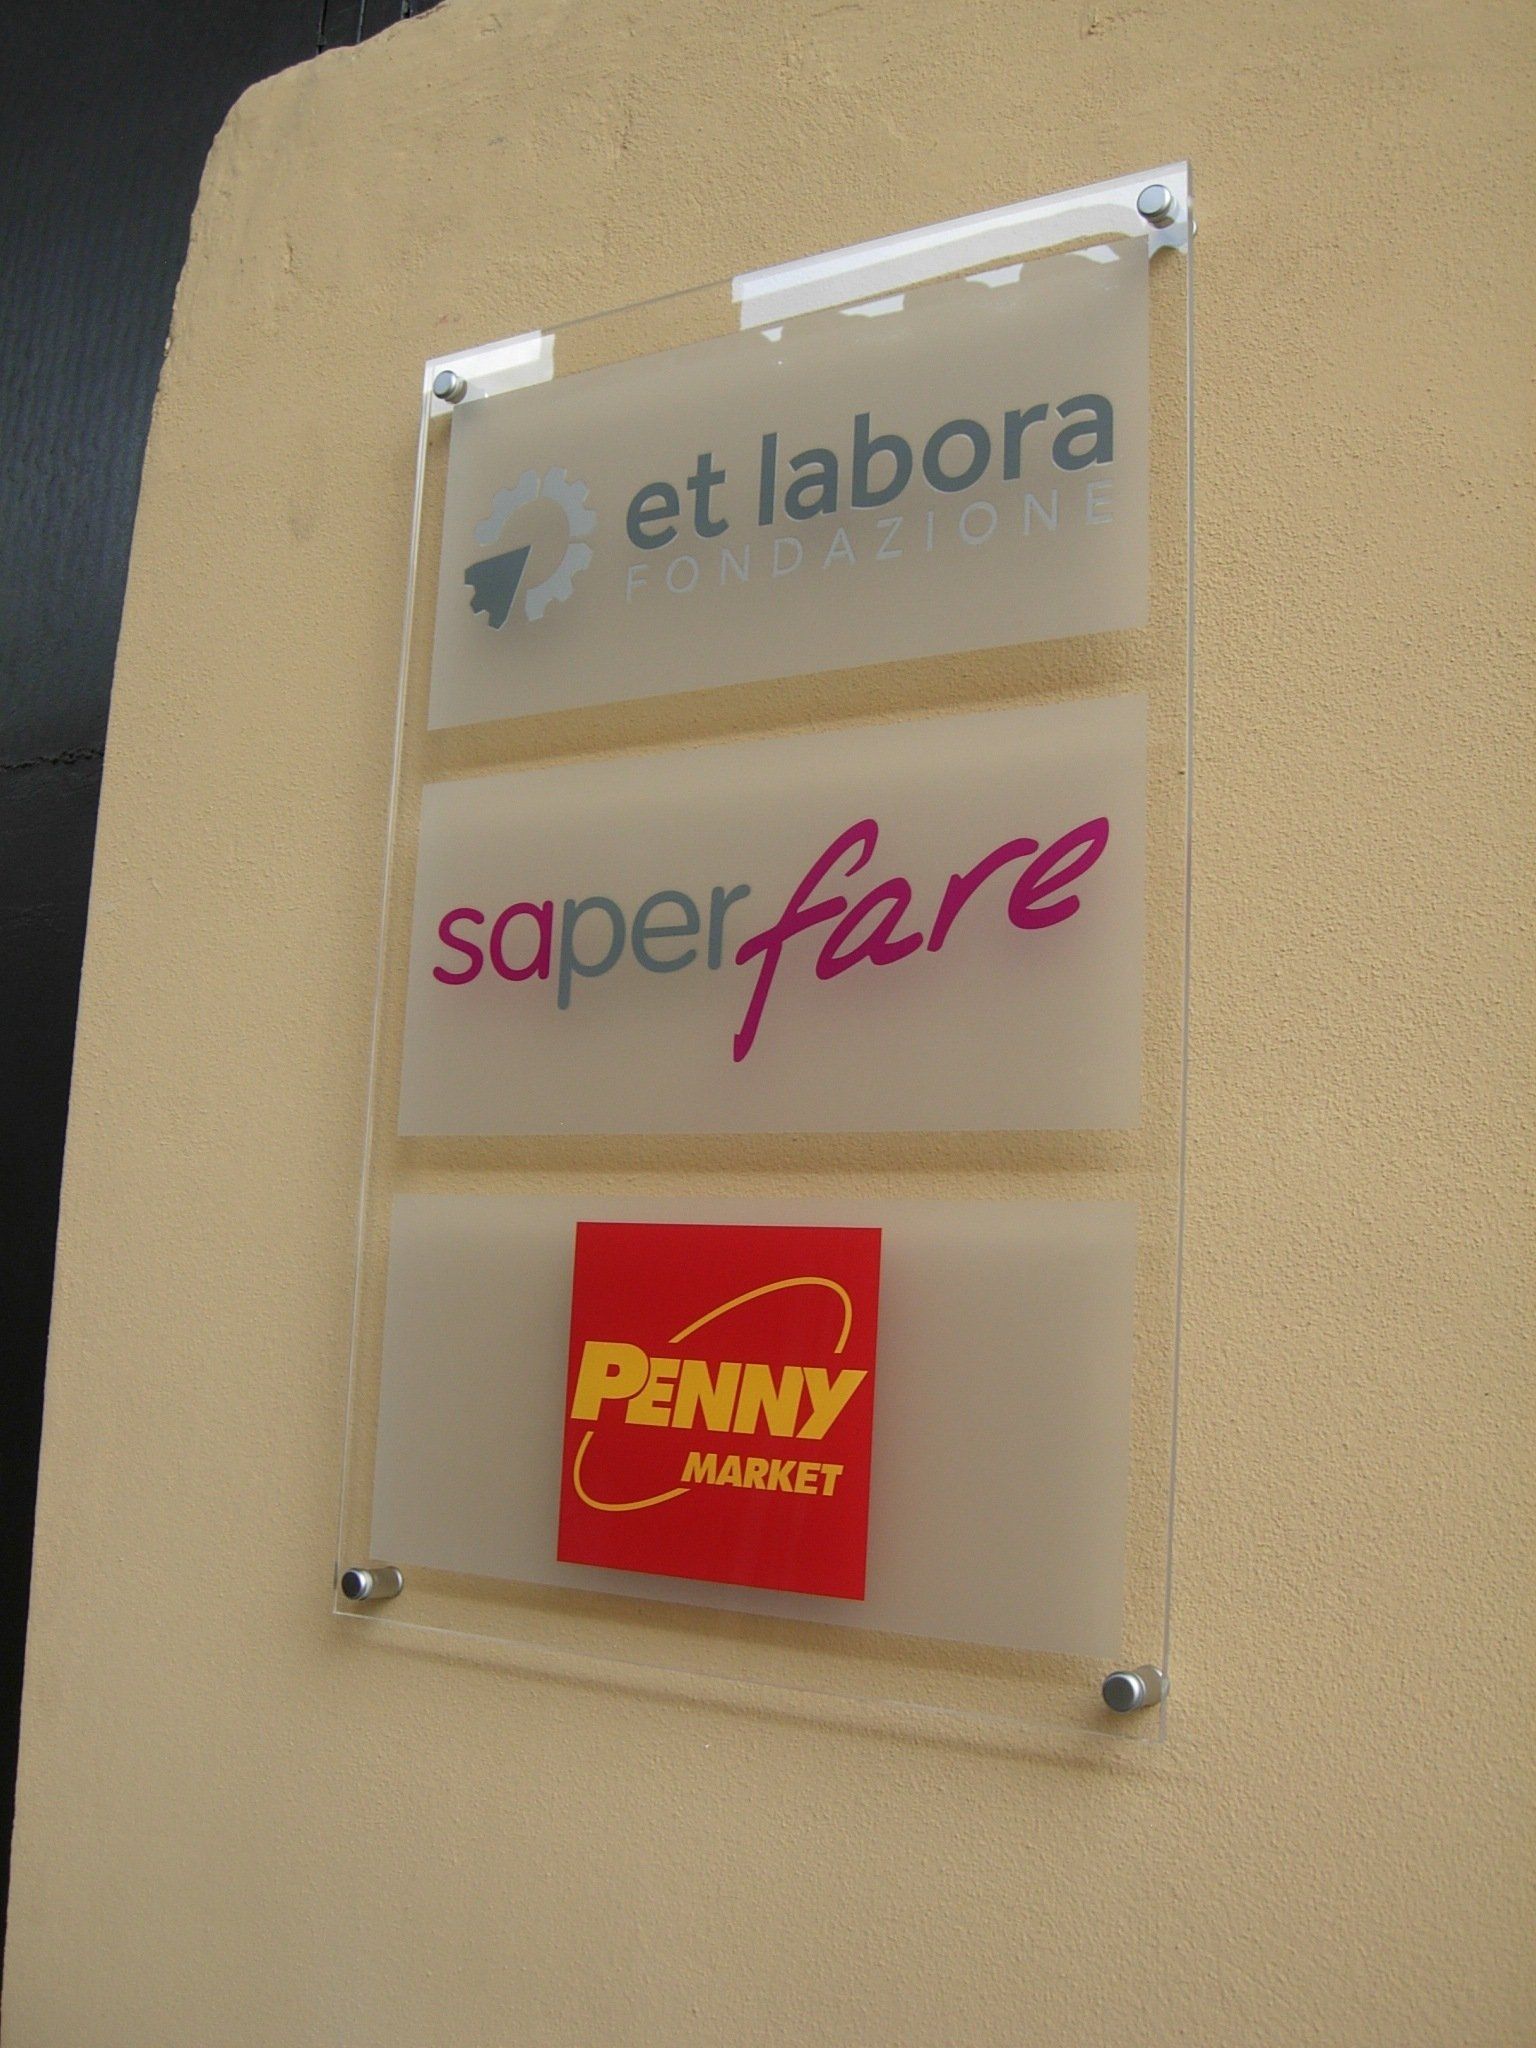 et labora
FONDAZIONE
saperfare
PENNY
MARKET